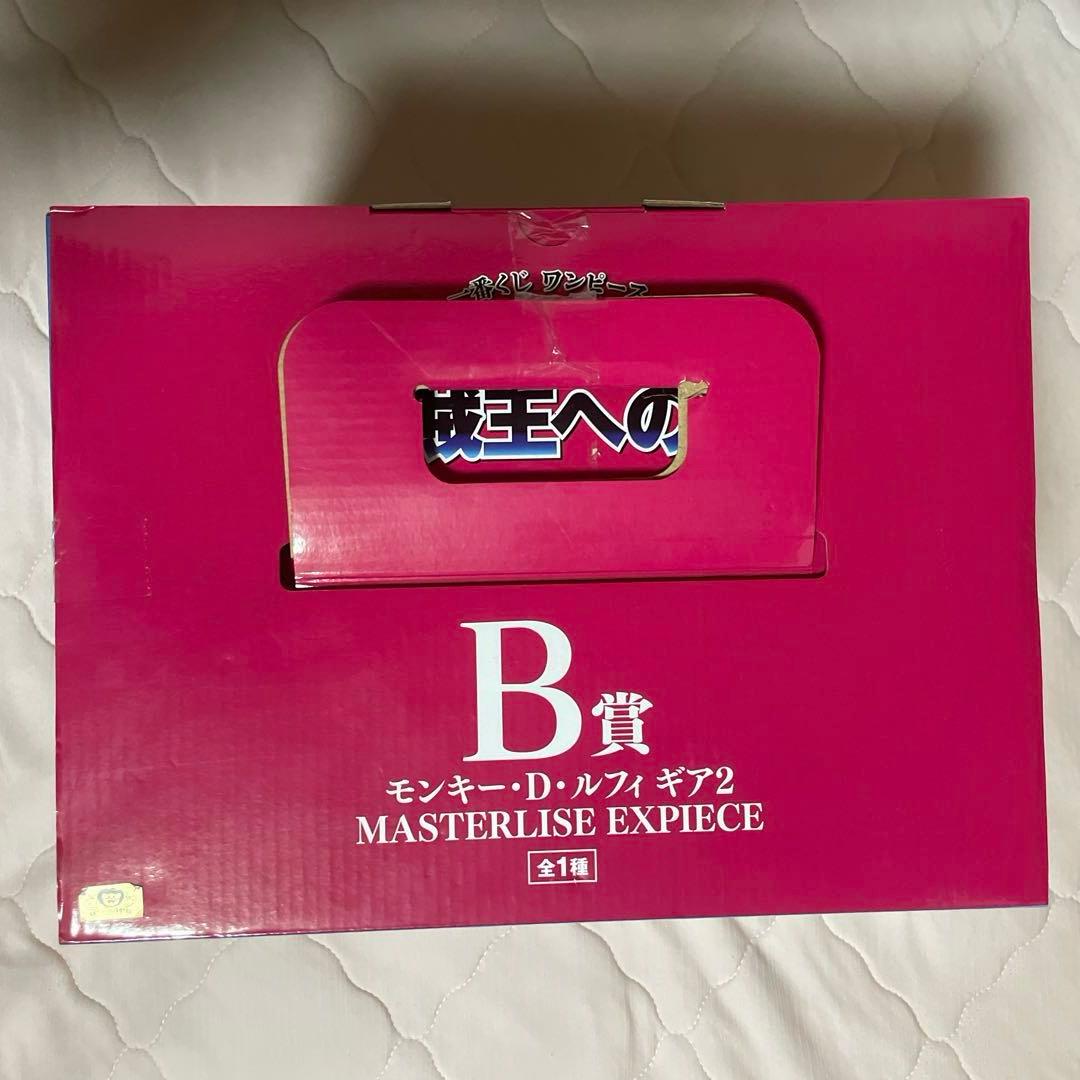 一番くじ ワンピース
賊王への
B賞
モンキー・D・ルフィ ギア2
MASTERLISE EXPIECE
全1種